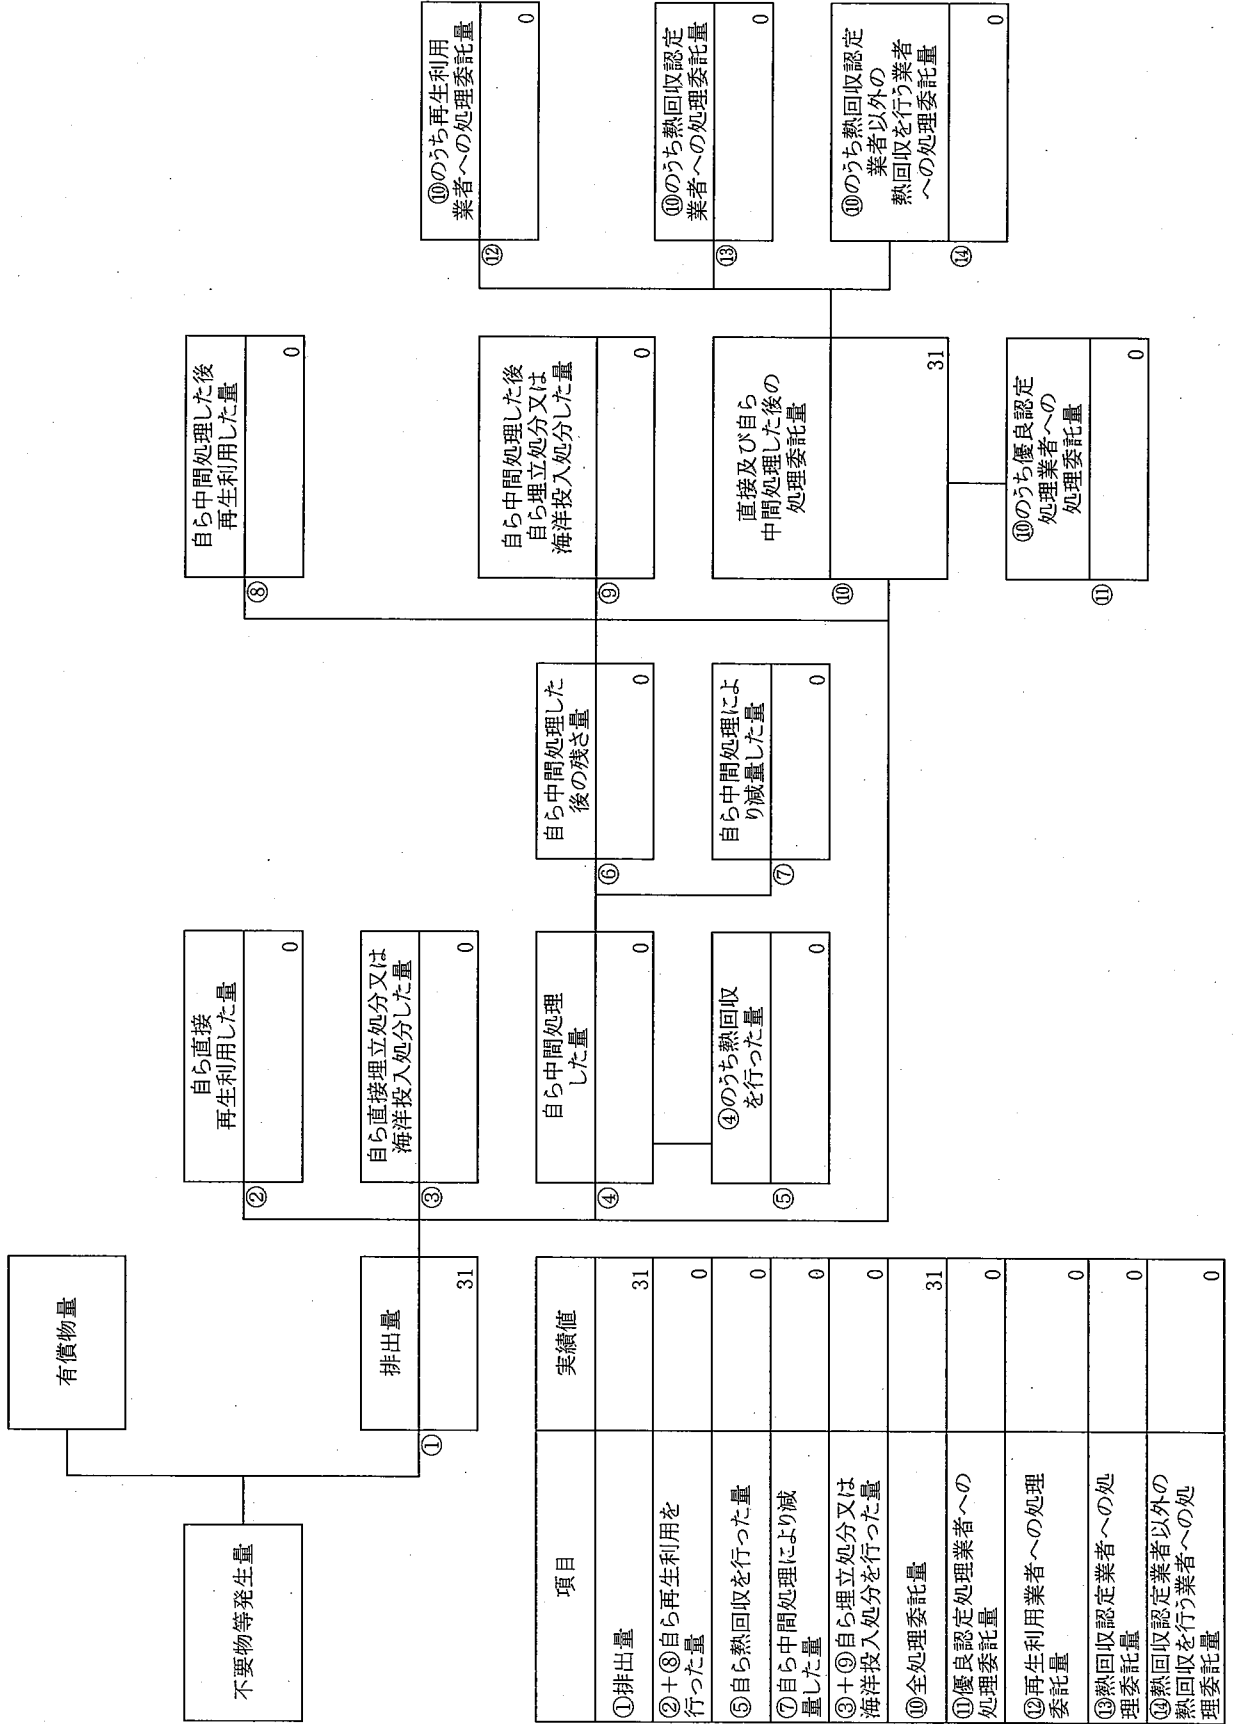 不要物等発生量
有償物量
排出量
①
31
自ら直接
再生利用した量
②
0
自ら直接埋立処分又は
海洋投入処分した量
③
0
自ら中間処理
した量
④
0
④のうち熱回収
を行った量
⑤
0
自ら中間処理した
後の残さ量
⑥
0
自ら中間処理によ
り減量した量
⑦
0
自ら中間処理した後
再生利用した量
⑧
0
自ら中間処理した後
自ら埋立処分又は
海洋投入処分した量
⑨
0
直接及び自ら
中間処理した後の
処理委託量
⑩
31
⑩のうち優良認定
処理業者への
処理委託量
⑪
0
⑩のうち再生利用
業者への処理委託量
⑫
0
⑩のうち熱回収認定
業者への処理委託量
⑬
0
⑩のうち熱回収認定
業者以外の
熱回収を行う業者
への処理委託量
⑭
0
項目 実績値
①排出量 31
②+⑧自ら再生利用を
行った量 0
⑤自ら熱回収を行った量 0
⑦自ら中間処理により減
量した量 0
③+⑨自ら埋立処分又は
海洋投入処分を行った量 0
⑩全処理委託量 31
⑪優良認定処理業者への
処理委託量 0
⑫再生利用業者への処理
委託量 0
⑬熱回収認定業者への処
理委託量 0
⑭熱回収認定業者以外の
熱回収を行う業者への処
理委託量 0